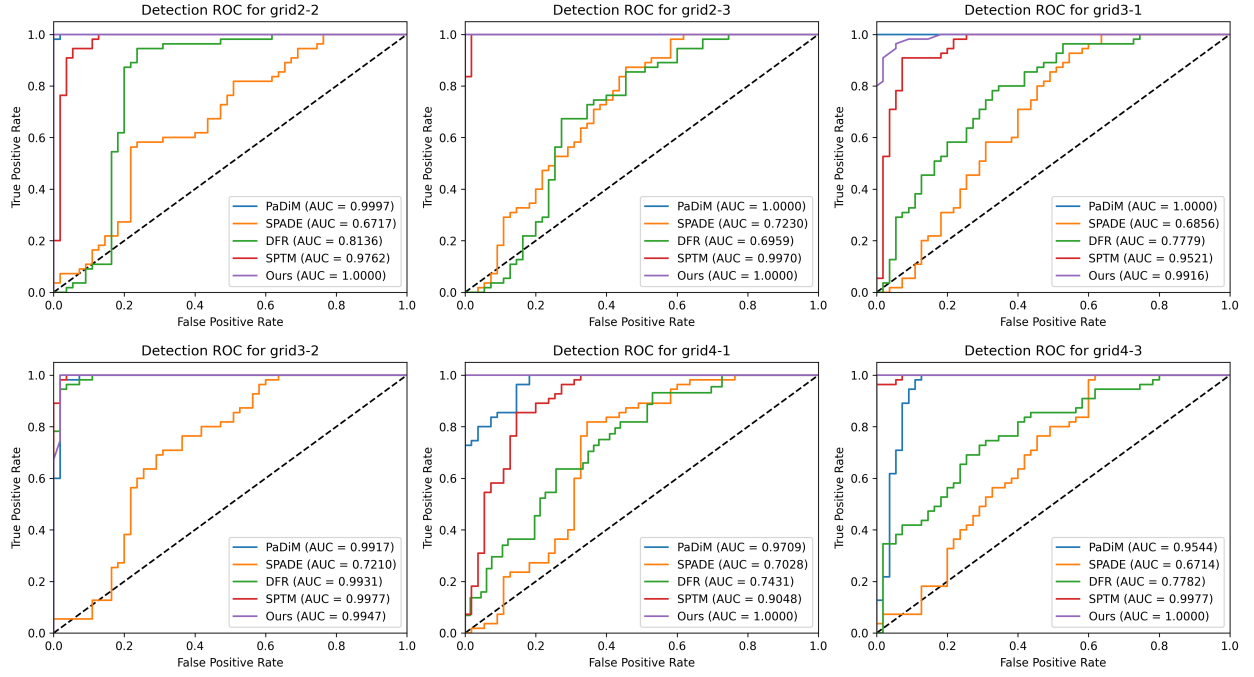 Detection ROC for grid2-2
True Positive Rate
1.0
0.8
0.6
0.4
0.2
0.0
PaDiM (AUC = 0.9997)
SPADE (AUC = 0.6717)
DFR (AUC = 0.8136)
SPTM (AUC = 0.9762)
Ours (AUC = 1.0000)
0.0 0.2 0.4 0.6 0.8 1.0
False Positive Rate
Detection ROC for grid2-3
True Positive Rate
1.0
0.8
0.6
0.4
0.2
0.0
PaDiM (AUC = 1.0000)
SPADE (AUC = 0.7230)
DFR (AUC = 0.6959)
SPTM (AUC = 0.9970)
Ours (AUC = 1.0000)
0.0 0.2 0.4 0.6 0.8 1.0
False Positive Rate
Detection ROC for grid3-1
True Positive Rate
1.0
0.8
0.6
0.4
0.2
0.0
PaDiM (AUC = 1.0000)
SPADE (AUC = 0.6856)
DFR (AUC = 0.7779)
SPTM (AUC = 0.9521)
Ours (AUC = 0.9916)
0.0 0.2 0.4 0.6 0.8 1.0
False Positive Rate
Detection ROC for grid3-2
True Positive Rate
1.0
0.8
0.6
0.4
0.2
0.0
PaDiM (AUC = 0.9917)
SPADE (AUC = 0.7210)
DFR (AUC = 0.9931)
SPTM (AUC = 0.9977)
Ours (AUC = 0.9947)
0.0 0.2 0.4 0.6 0.8 1.0
False Positive Rate
Detection ROC for grid4-1
True Positive Rate
1.0
0.8
0.6
0.4
0.2
0.0
PaDiM (AUC = 0.9709)
SPADE (AUC = 0.7028)
DFR (AUC = 0.7431)
SPTM (AUC = 0.9048)
Ours (AUC = 1.0000)
0.0 0.2 0.4 0.6 0.8 1.0
False Positive Rate
Detection ROC for grid4-3
True Positive Rate
1.0
0.8
0.6
0.4
0.2
0.0
PaDiM (AUC = 0.9544)
SPADE (AUC = 0.6714)
DFR (AUC = 0.7782)
SPTM (AUC = 0.9977)
Ours (AUC = 1.0000)
0.0 0.2 0.4 0.6 0.8 1.0
False Positive Rate